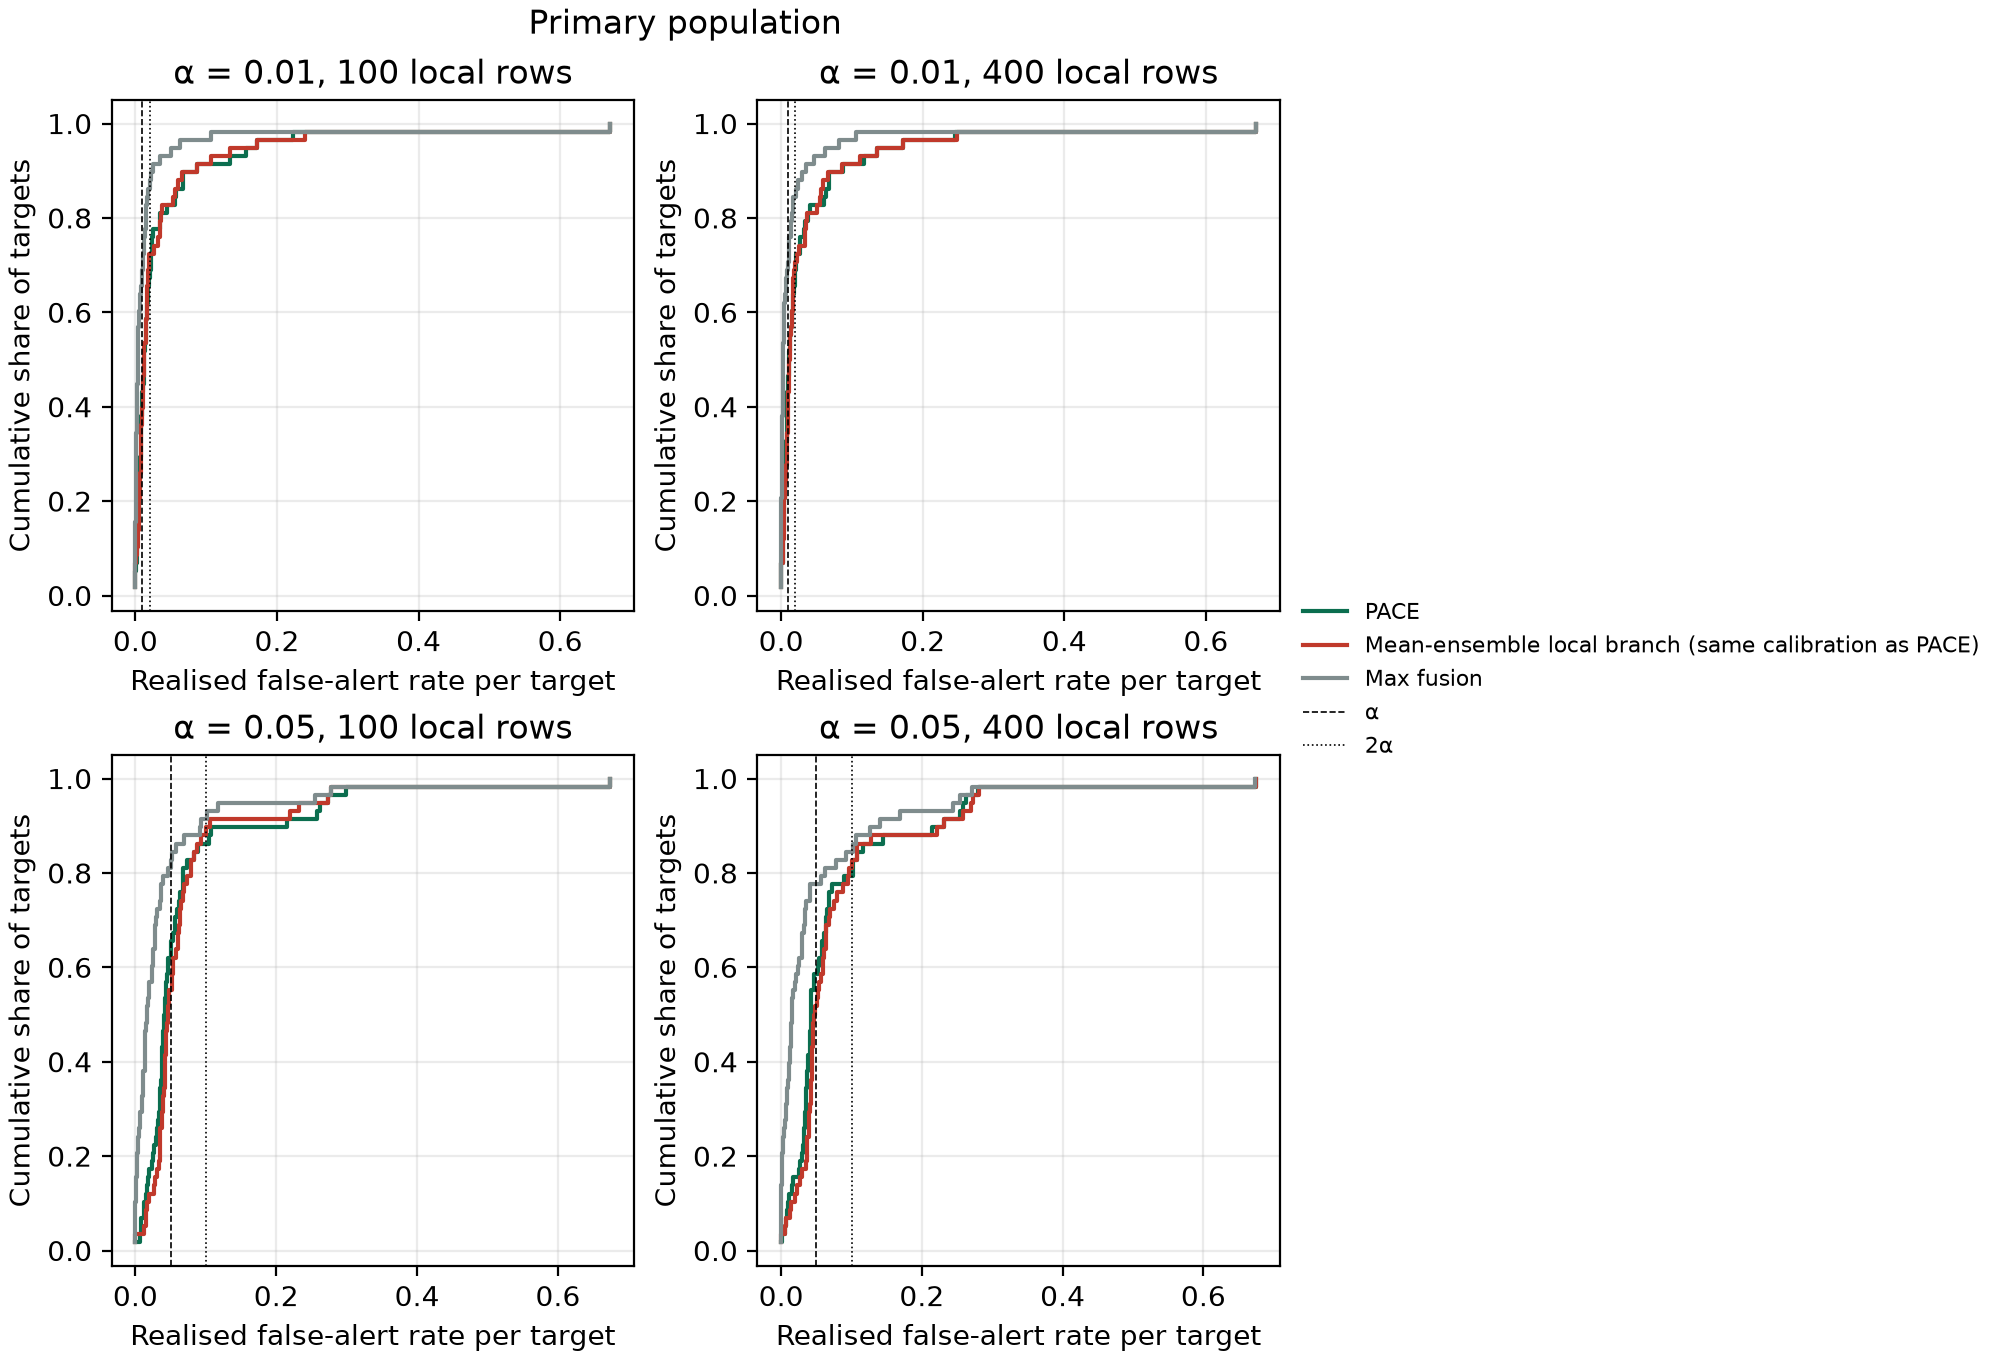 Primary population
α = 0.01, 100 local rows
1.0
0.8
0.6
0.4
0.2
0.0
Cumulative share of targets
0.0 0.2 0.4 0.6
Realised false-alert rate per target
α = 0.01, 400 local rows
1.0
0.8
0.6
0.4
0.2
0.0
Cumulative share of targets
0.0 0.2 0.4 0.6
Realised false-alert rate per target
PACE
Mean-ensemble local branch (same calibration as PACE)
Max fusion
α
2α
α = 0.05, 100 local rows
1.0
0.8
0.6
0.4
0.2
0.0
Cumulative share of targets
0.0 0.2 0.4 0.6
Realised false-alert rate per target
α = 0.05, 400 local rows
1.0
0.8
0.6
0.4
0.2
0.0
Cumulative share of targets
0.0 0.2 0.4 0.6
Realised false-alert rate per target